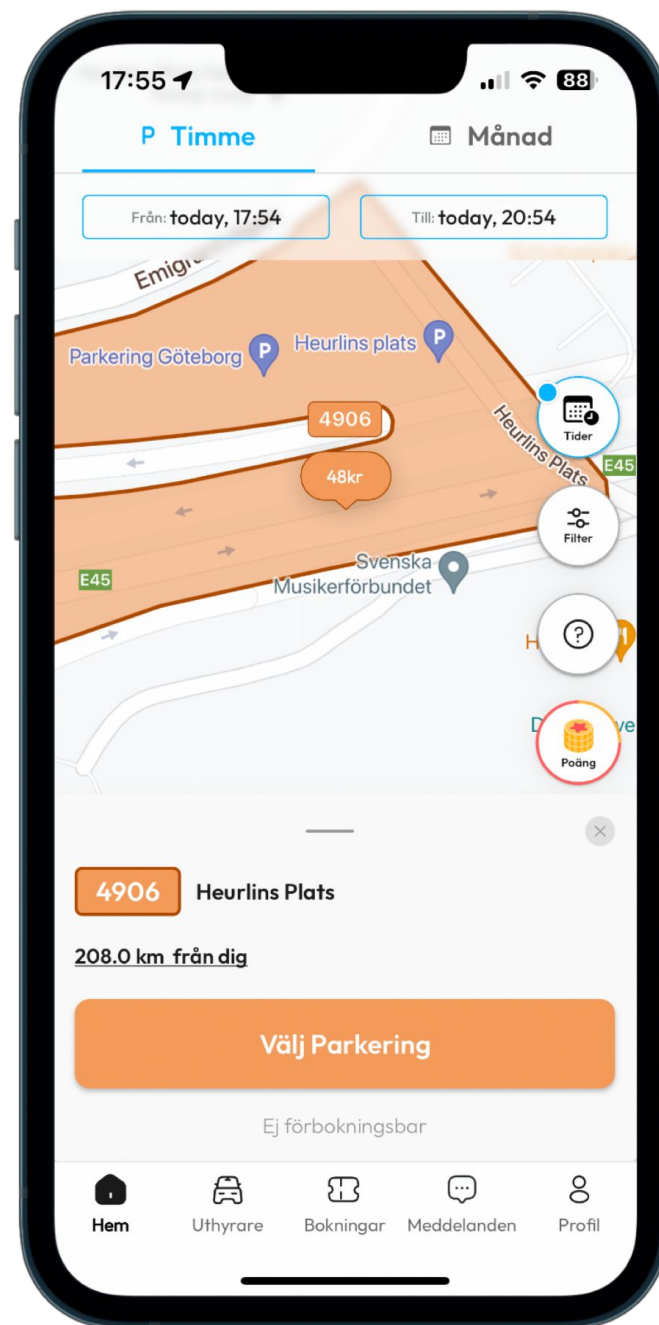 17:55
88
P Timme
Månad
Från: today, 17:54
Till: today, 20:54
Parkering Göteborg
P
Heurlins plats
P
4906
Heurlins Plats
Tider
E45
48kr
Filter
Svenska
Musikerförbundet
E45
?
H
D
ve
Poäng
4906
Heurlins Plats
208.0 km från dig
Välj Parkering
Ej förbokningsbar
Hem
Uthyrare
Bokningar
Meddelanden
Profil